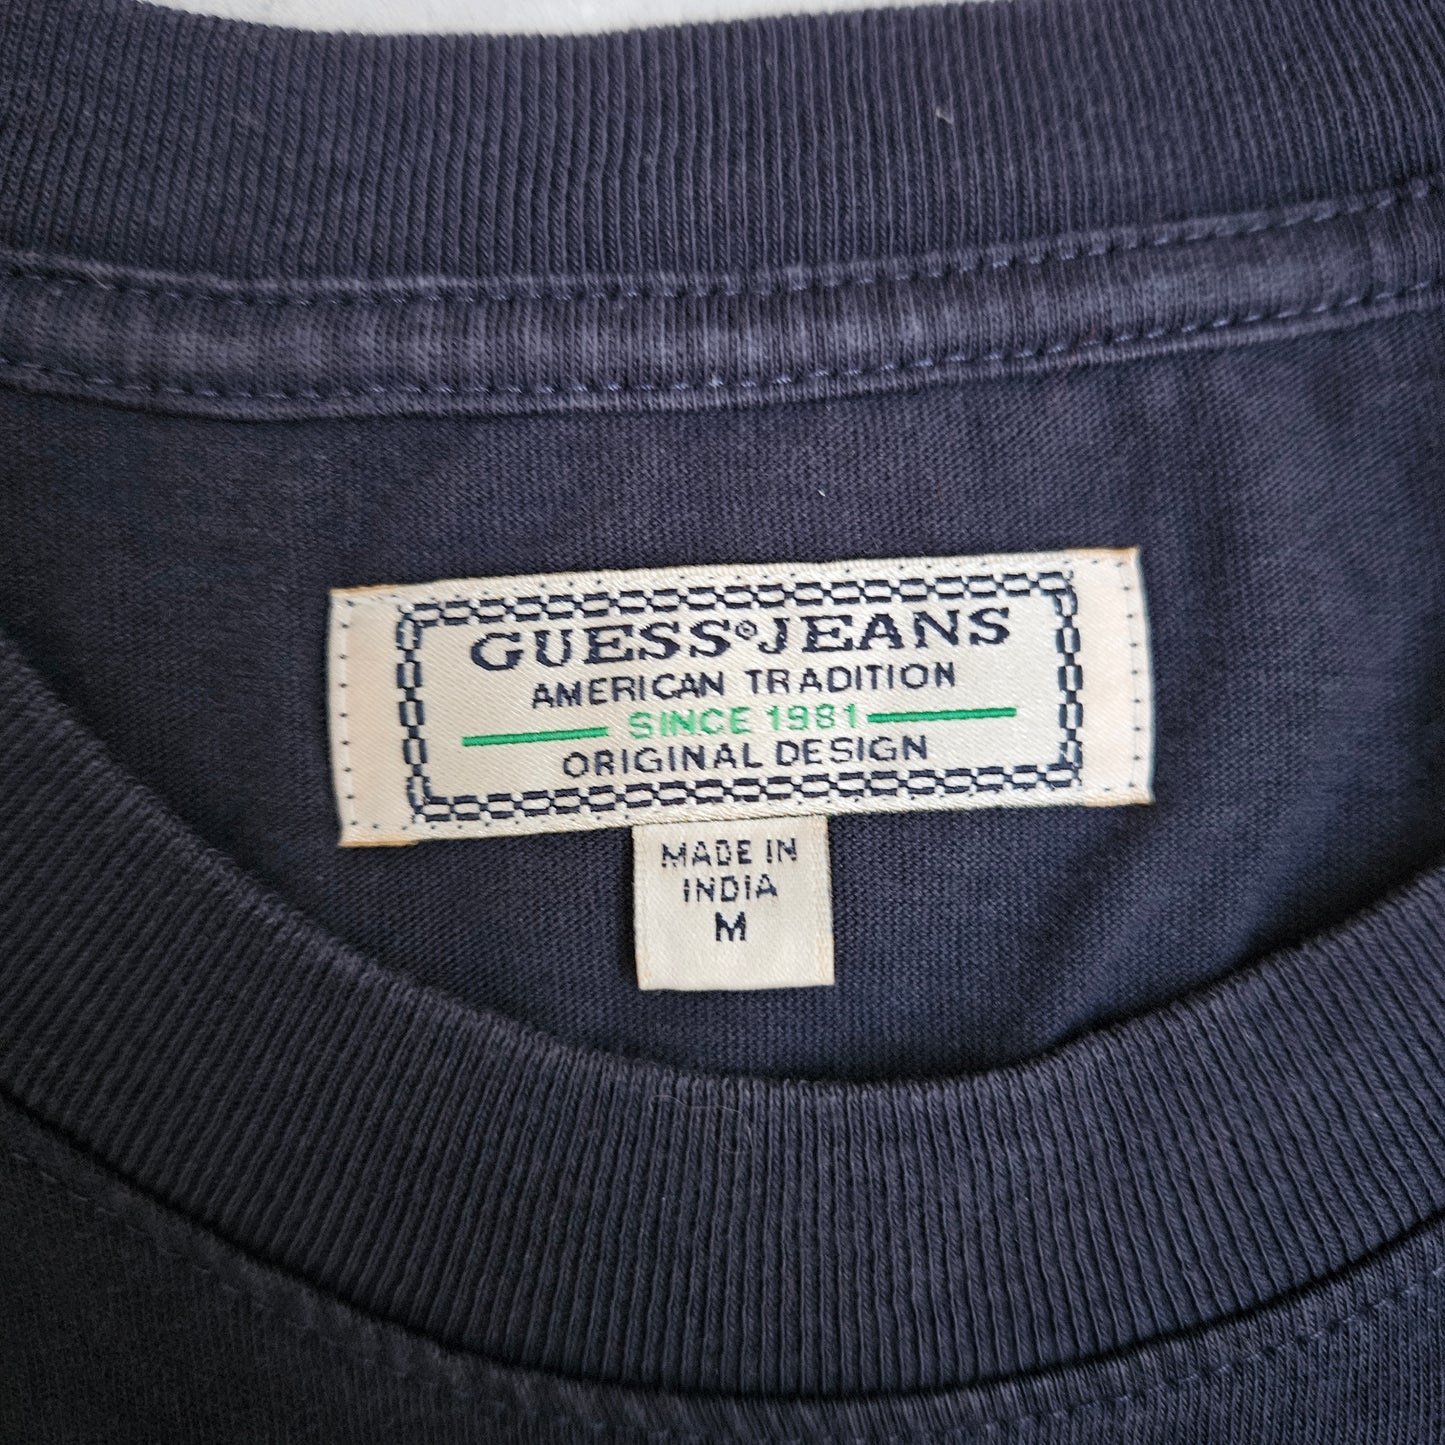 GUESS® JEANS
AMERICAN TRADITION
SINCE 1981
ORIGINAL DESIGN
MADE IN
INDIA
M